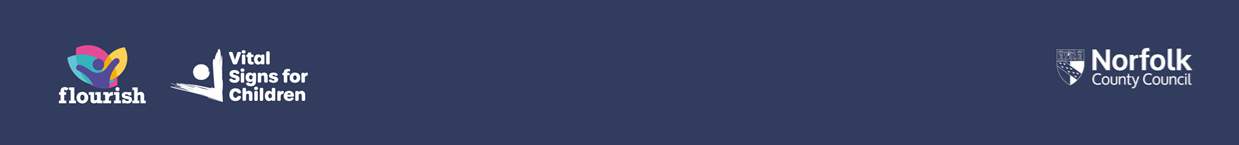 flourish
Vital
Signs for
Children
Norfolk
County Council